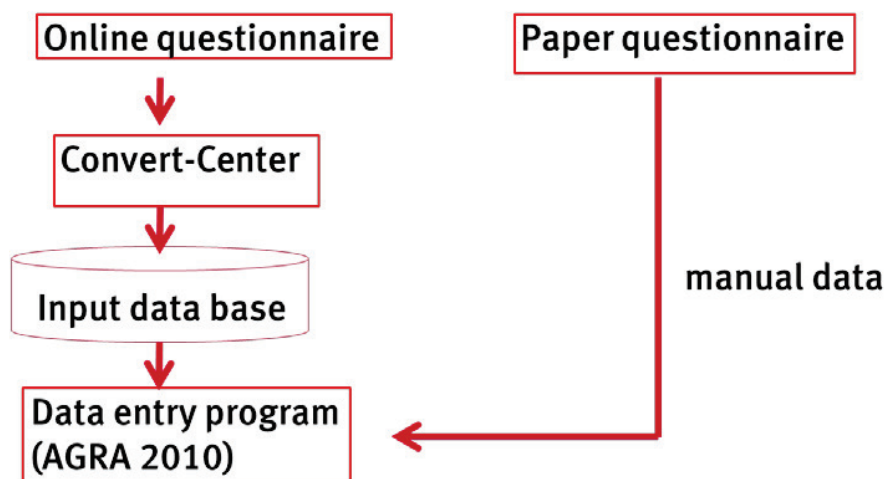 Online questionnaire
Paper questionnaire
Convert-Center
Input data base
manual data
Data entry program
(AGRA 2010)